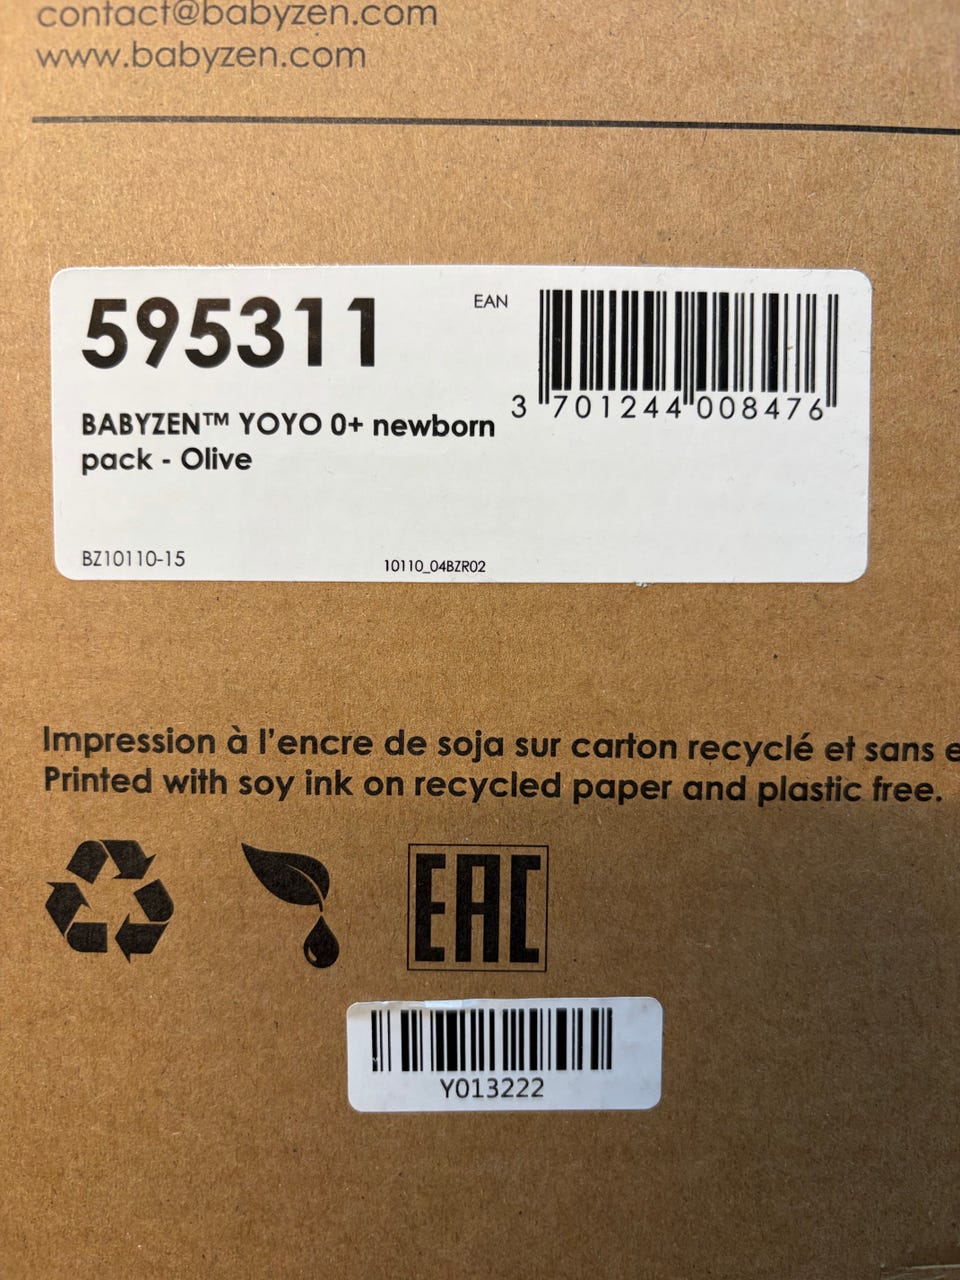 contact@babyzen.com
www.babyzen.com
595311
EAN
3 701244 008476
BABYZEN™ YOYO 0+ newborn
pack - Olive
BZ10110-15
10110_04BZR02
Impression à l'encre de soja sur carton recyclé et sans
Printed with soy ink on recycled paper and plastic free.
EAC
Y013222